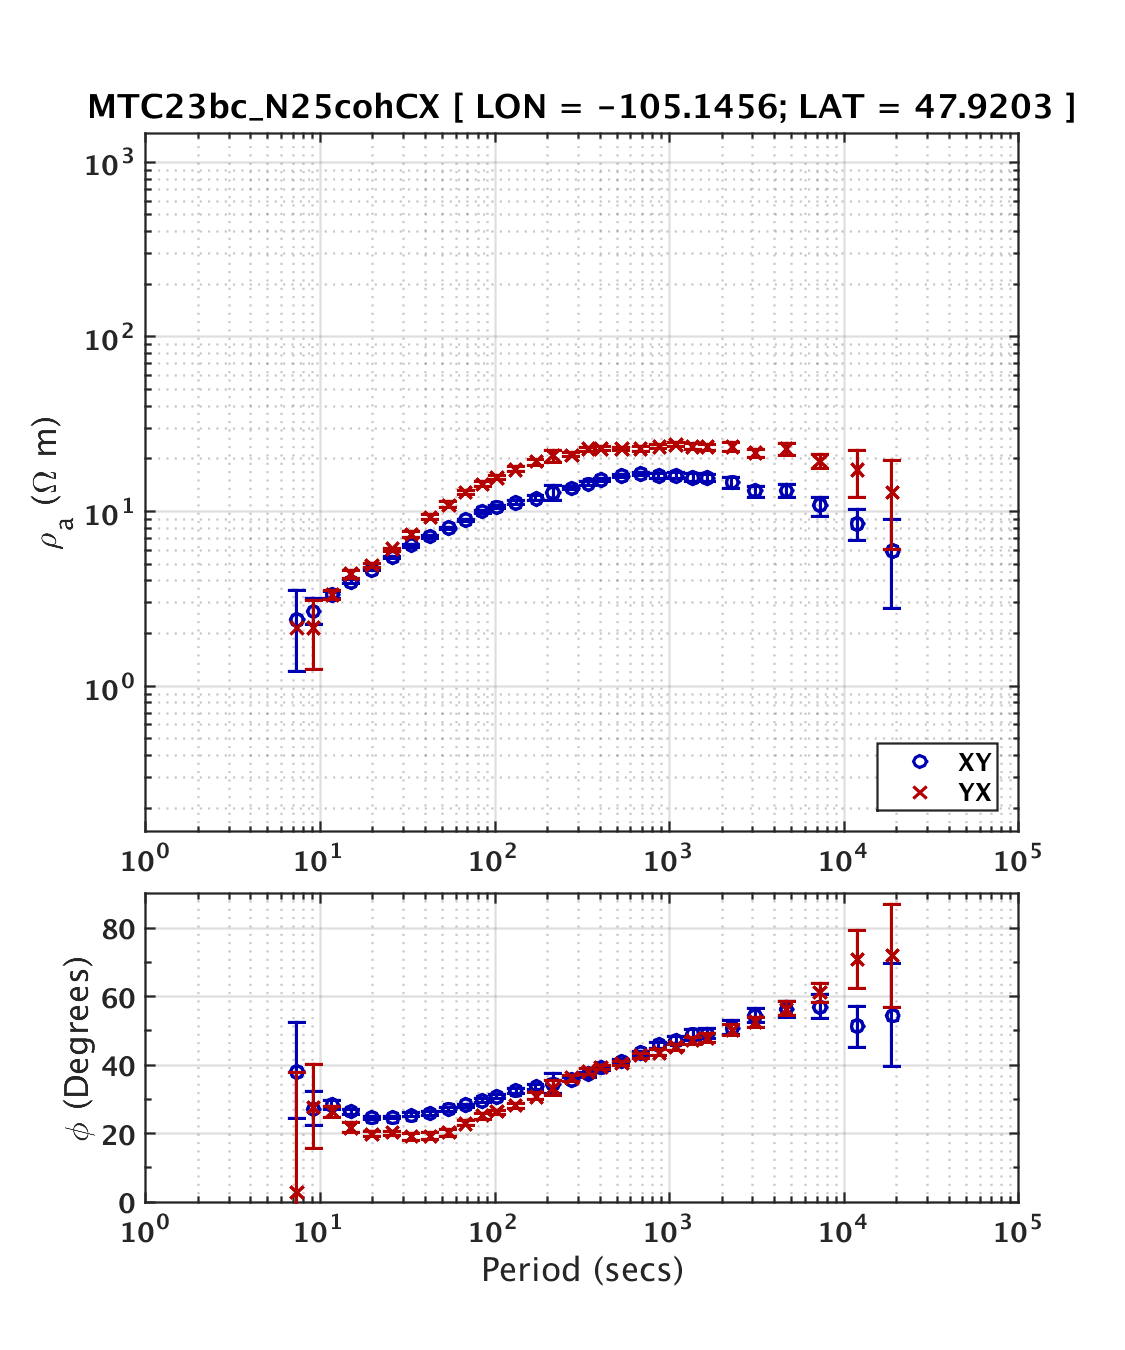 MTC23bc_N25cohCX [ LON = -105.1456; LAT = 47.9203 ]
10³
10²
10¹
10⁰
ρ a (Ω m)
XY
YX
10⁰ 10¹ 10² 10³ 10⁴ 10⁵
80
60
40
20
0
ϕ (Degrees)
10⁰ 10¹ 10² 10³ 10⁴ 10⁵
Period (secs)